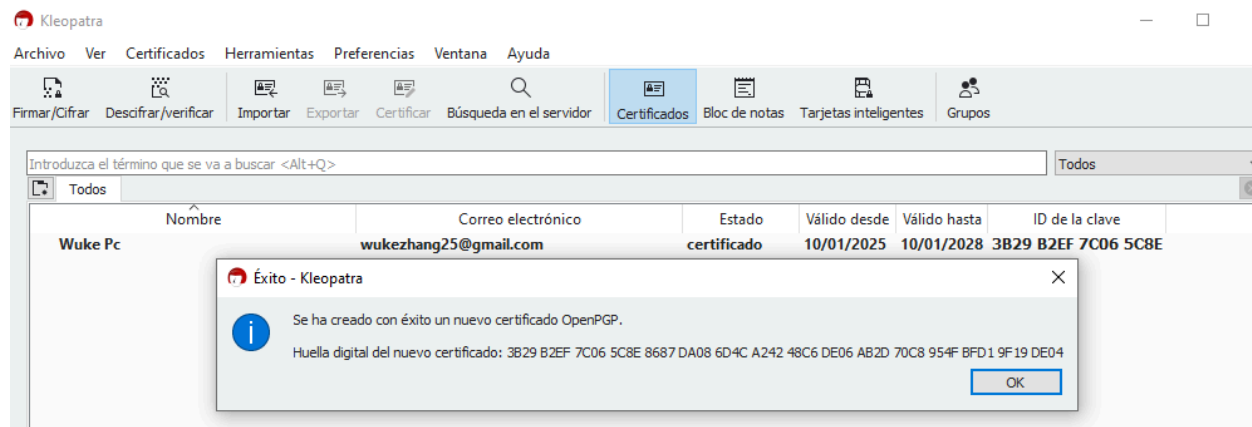 Kleopatra
Archivo Ver Certificados Herramientas Preferencias Ventana Ayuda
Firmar/Cifrar Descifrar/verificar Importar Exportar Certificar Búsqueda en el servidor Certificados Bloc de notas Tarjetas inteligentes Grupos
Introduzca el término que se va a buscar <Alt+Q> Todos
Todos
Nombre Correo electrónico Estado Válido desde Válido hasta ID de la clave
Wuke Pc wukezhang25@gmail.com certificado 10/01/2025 10/01/2028 3B29 B2EF 7C06 5C8E
Éxito - Kleopatra
Se ha creado con éxito un nuevo certificado OpenPGP.
Huella digital del nuevo certificado: 3B29 B2EF 7C06 5C8E 8687 DA08 6D4C A242 48C6 DE06 AB2D 70C8 954F BFD1 9F19 DE04
OK